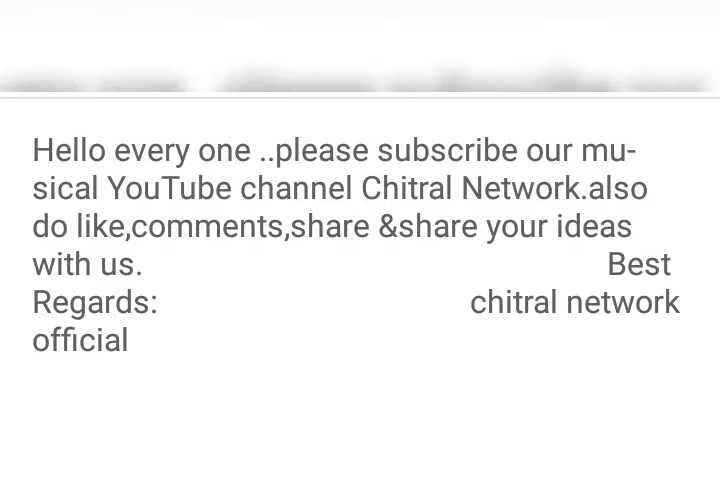 Hello every one ..please subscribe our mu-
sical YouTube channel Chitral Network.also
do like,comments,share &share your ideas
with us. Best
Regards: chitral network
official